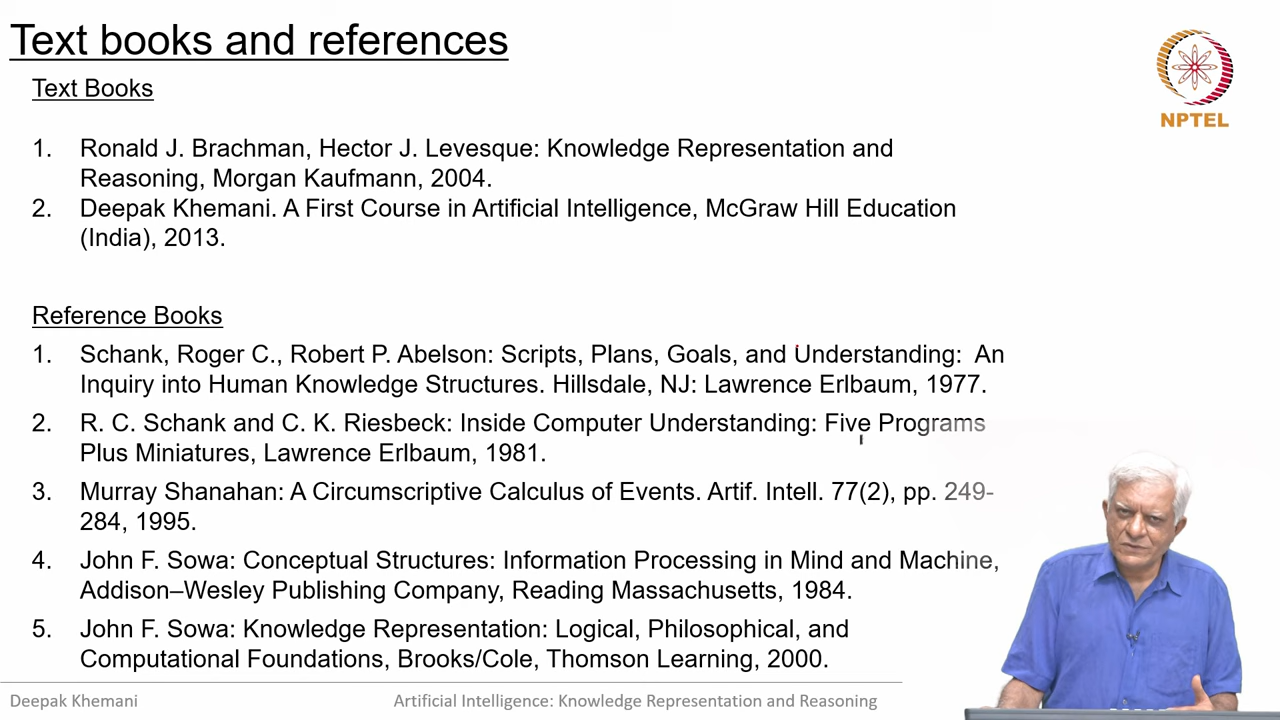 Text books and references
NPTEL
Text Books
1. Ronald J. Brachman, Hector J. Levesque: Knowledge Representation and
Reasoning, Morgan Kaufmann, 2004.
2. Deepak Khemani. A First Course in Artificial Intelligence, McGraw Hill Education
(India), 2013.
Reference Books
1. Schank, Roger C., Robert P. Abelson: Scripts, Plans, Goals, and Understanding: An
Inquiry into Human Knowledge Structures. Hillsdale, NJ: Lawrence Erlbaum, 1977.
2. R. C. Schank and C. K. Riesbeck: Inside Computer Understanding: Five Programs
Plus Miniatures, Lawrence Erlbaum, 1981.
3. Murray Shanahan: A Circumscriptive Calculus of Events. Artif. Intell. 77(2), pp. 249-
284, 1995.
4. John F. Sowa: Conceptual Structures: Information Processing in Mind and Machine,
Addison–Wesley Publishing Company, Reading Massachusetts, 1984.
5. John F. Sowa: Knowledge Representation: Logical, Philosophical, and
Computational Foundations, Brooks/Cole, Thomson Learning, 2000.
Deepak Khemani
Artificial Intelligence: Knowledge Representation and Reasoning